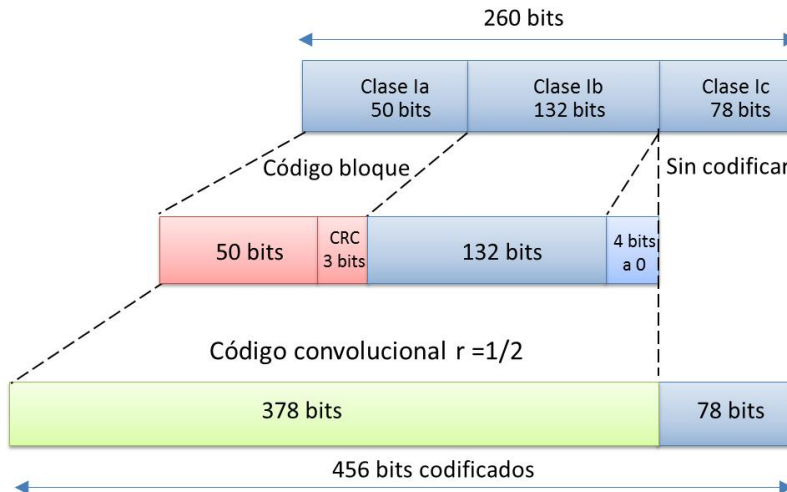 260 bits
Clase Ia
50 bits
Clase Ib
132 bits
Clase Ic
78 bits
Código bloque
Sin codificar
50 bits
CRC
3 bits
132 bits
4 bits
a 0
Código convolucional r =1/2
378 bits
78 bits
456 bits codificados